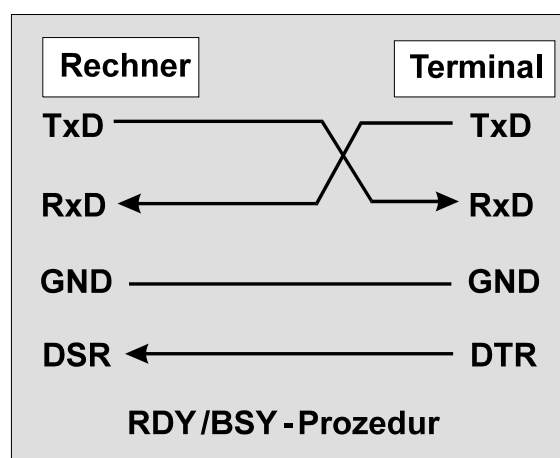 Rechner Terminal
TxD TxD
RxD RxD
GND GND
DSR DTR
RDY/BSY-Prozedur